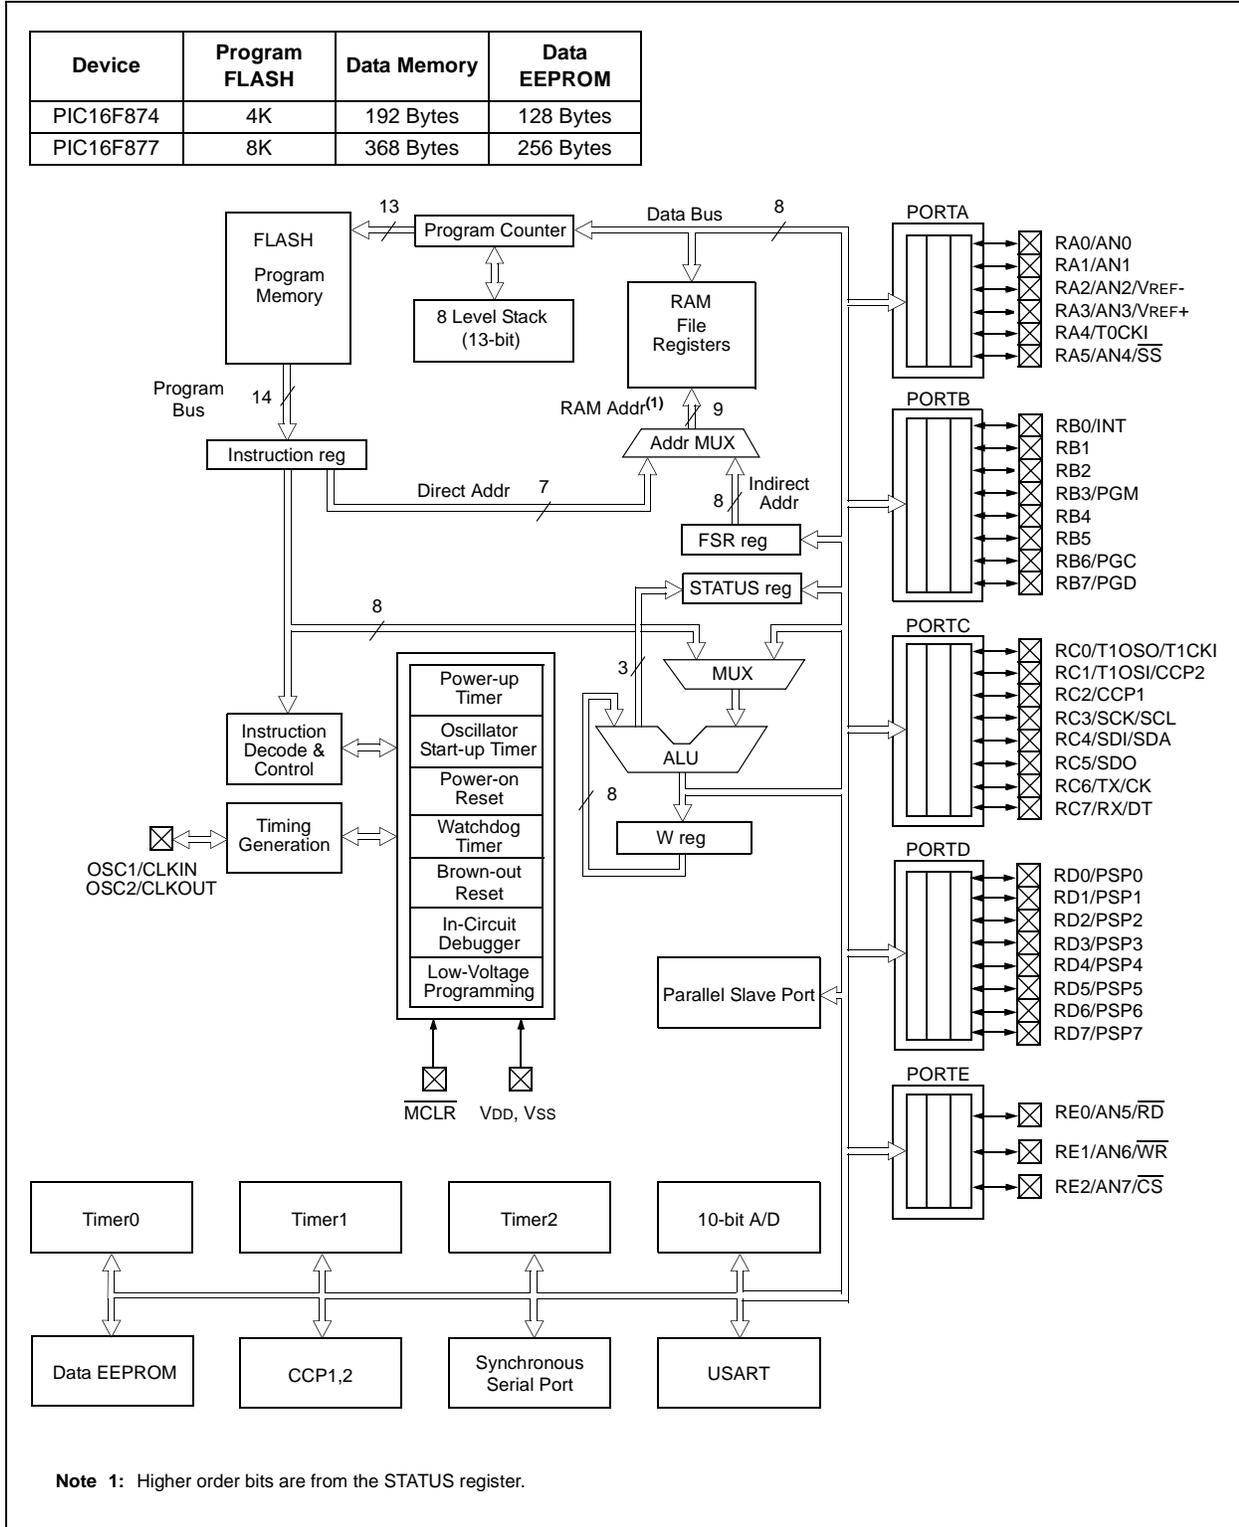 Device Program FLASH Data Memory Data EEPROM
PIC16F874 4K 192 Bytes 128 Bytes
PIC16F877 8K 368 Bytes 256 Bytes
FLASH
Program
Memory
13
Program Counter
8 Level Stack
(13-bit)
Data Bus
8
RAM
File
Registers
Program
Bus
14
RAM Addr(1)
9
Addr MUX
Instruction reg
Direct Addr
7
8
Indirect
Addr
FSR reg
STATUS reg
8
3
MUX
ALU
8
W reg
Instruction
Decode &
Control
Timing
Generation
OSC1/CLKIN
OSC2/CLKOUT
Power-up
Timer
Oscillator
Start-up Timer
Power-on
Reset
Watchdog
Timer
Brown-out
Reset
In-Circuit
Debugger
Low-Voltage
Programming
MCLR
VDD, VSS
Parallel Slave Port
PORTA
RA0/AN0
RA1/AN1
RA2/AN2/VREF-
RA3/AN3/VREF+
RA4/T0CKI
RA5/AN4/SS
PORTB
RB0/INT
RB1
RB2
RB3/PGM
RB4
RB5
RB6/PGC
RB7/PGD
PORTC
RC0/T1OSO/T1CKI
RC1/T1OSI/CCP2
RC2/CCP1
RC3/SCK/SCL
RC4/SDI/SDA
RC5/SDO
RC6/TX/CK
RC7/RX/DT
PORTD
RD0/PSP0
RD1/PSP1
RD2/PSP2
RD3/PSP3
RD4/PSP4
RD5/PSP5
RD6/PSP6
RD7/PSP7
PORTE
RE0/AN5/RD
RE1/AN6/WR
RE2/AN7/CS
Timer0
Timer1
Timer2
10-bit A/D
Data EEPROM
CCP1,2
Synchronous
Serial Port
USART
Note 1: Higher order bits are from the STATUS register.